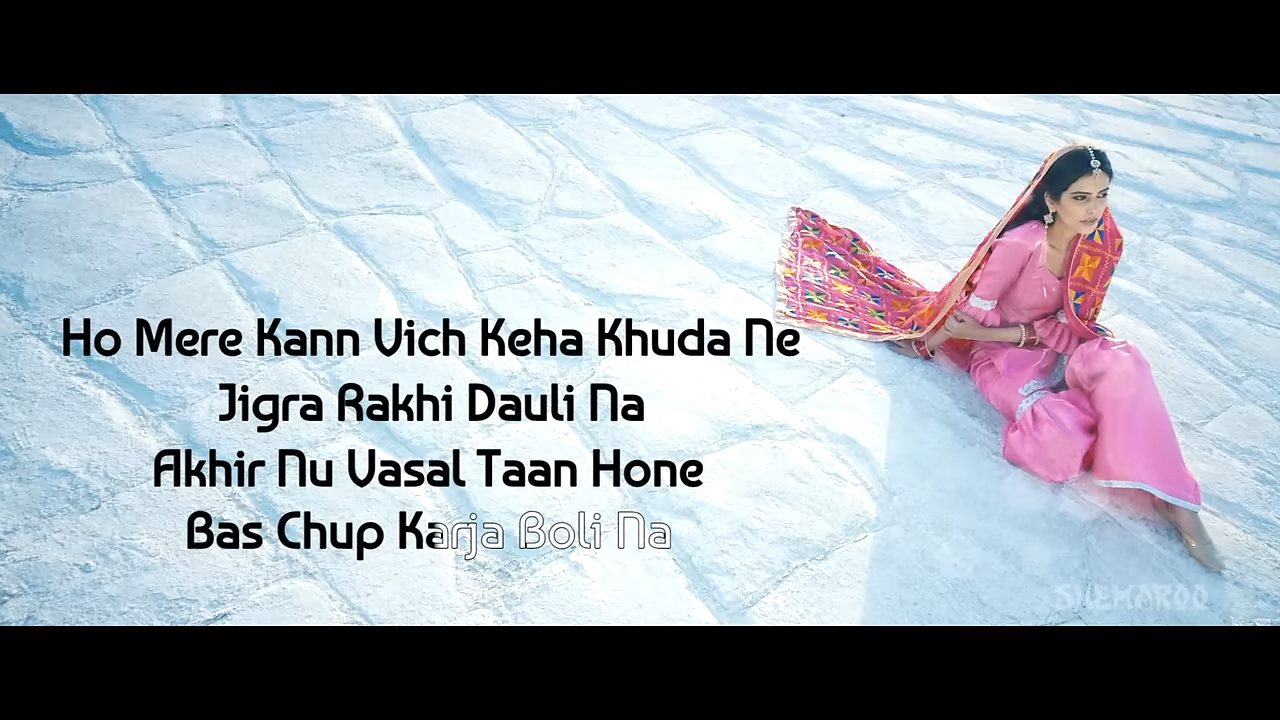 Ho Mere Kann Vich Keha Khuda Ne
Jigra Rakhi Dauli Na
Akhir Nu Vasal Taan Hone
Bas Chup Karja Boli Na
SHEMAROO